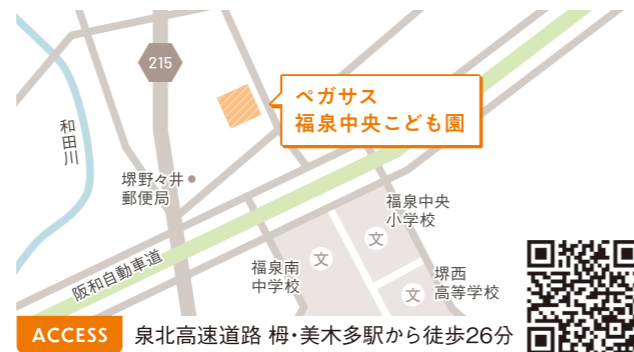 215
ペガサス
福泉中央こども園
和田川
堺野々井
郵便局
福泉中央
小学校
文
阪和自動車道
福泉南
中学校
文
文
堺西
高等学校
ACCESS 泉北高速道路 栂・美木多駅から徒歩26分